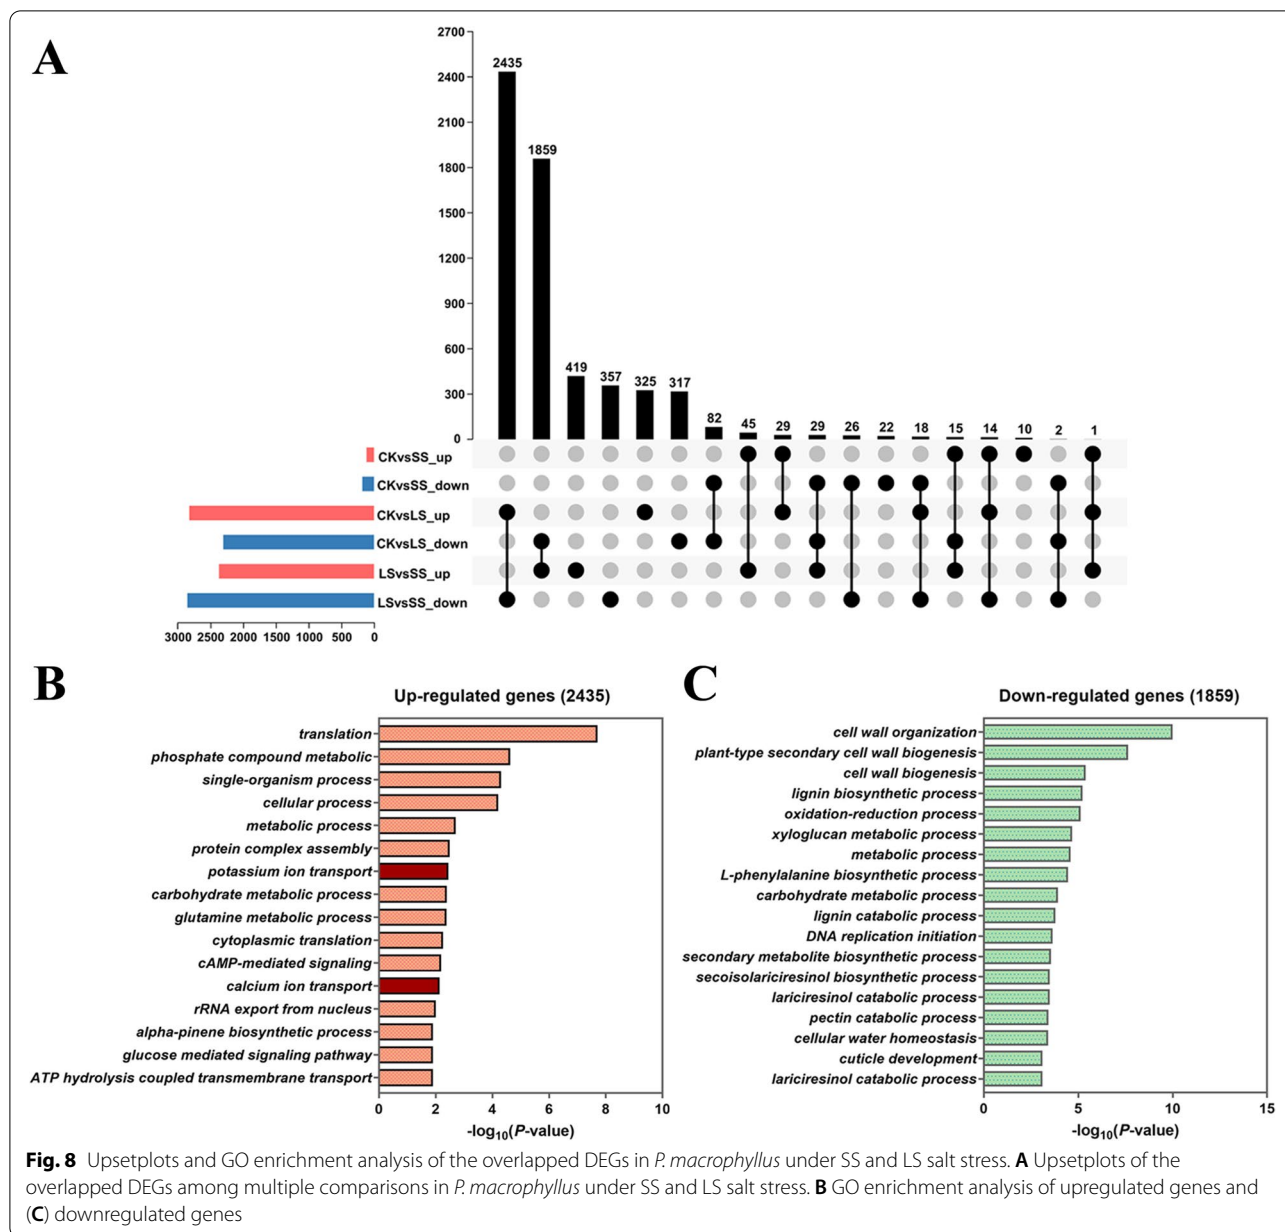 A
2700
2400
2100
1800
1500
1200
900
600
300
0
2435
1859
419
357
325
317
82
45
29
29
26
22
18
15
14
10
2
1
CKvsSS_up
CKvsSS_down
CKvsLS_up
CKvsLS_down
LSvsSS_up
LSvsSS_down
3000 2500 2000 1500 1000 500 0
B
Up-regulated genes (2435)
translation
phosphate compound metabolic
single-organism process
cellular process
metabolic process
protein complex assembly
potassium ion transport
carbohydrate metabolic process
glutamine metabolic process
cytoplasmic translation
cAMP-mediated signaling
calcium ion transport
rRNA export from nucleus
alpha-pinene biosynthetic process
glucose mediated signaling pathway
ATP hydrolysis coupled transmembrane transport
0 2 4 6 8 10
-log10(P-value)
C
Down-regulated genes (1859)
cell wall organization
plant-type secondary cell wall biogenesis
cell wall biogenesis
lignin biosynthetic process
oxidation-reduction process
xyloglucan metabolic process
metabolic process
L-phenylalanine biosynthetic process
carbohydrate metabolic process
lignin catabolic process
DNA replication initiation
secondary metabolite biosynthetic process
secoisolariciresinol biosynthetic process
lariciresinol catabolic process
pectin catabolic process
cellular water homeostasis
cuticle development
lariciresinol catabolic process
0 5 10 15
-log10(P-value)
Fig. 8 Upsetplots and GO enrichment analysis of the overlapped DEGs in P. macrophyllus under SS and LS salt stress. A Upsetplots of the
overlapped DEGs among multiple comparisons in P. macrophyllus under SS and LS salt stress. B GO enrichment analysis of upregulated genes and
(C) downregulated genes